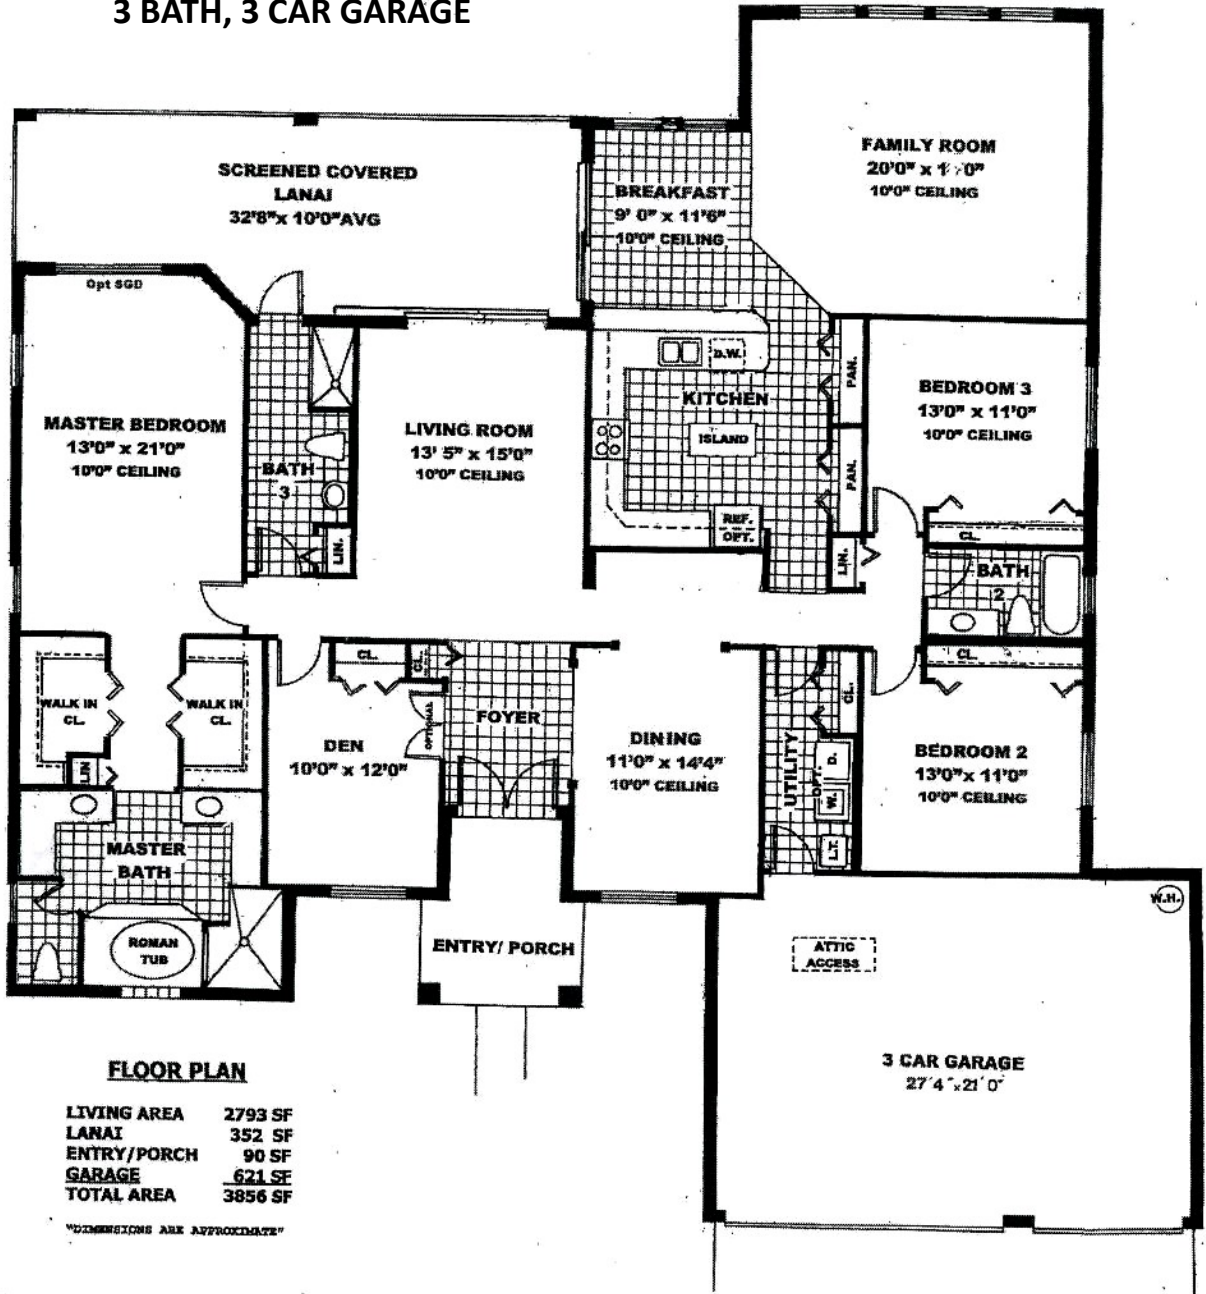 3 BATH, 3 CAR GARAGE
FAMILY ROOM
20'0" x
10'0" CEILING
SCREENED COVERED
LANAI
32'8" x 10'0" AVG
BREAKFAST
9' 0" x 11'6"
10'0" CEILING
Opt SGD
D.W.
KITCHEN
ISLAND
PAN.
PAN.
REF.
OPT.
BEDROOM 3
13'0" x 11'0"
10'0" CEILING
CL.
MASTER BEDROOM
13'0" x 21'0"
10'0" CEILING
BATH
3
LIN.
LIVING ROOM
13' 5" x 15'0"
10'0" CEILING
LIN.
BATH
2
CL.
WALK IN
CL.
WALK IN
CL.
LIN
CL.
CL.
OPTIONAL
FOYER
DEN
10'0" x 12'0"
DINING
11'0" x 14'4"
10'0" CEILING
UTILITY
CL.
OPT.
D.
W.
L.T.
BEDROOM 2
13'0" x 11'0"
10'0" CEILING
MASTER
BATH
ROMAN
TUB
ENTRY/ PORCH
W.H.
ATTIC
ACCESS
3 CAR GARAGE
27'4" x 21'0"
FLOOR PLAN
LIVING AREA 2793 SF
LANAI 352 SF
ENTRY/PORCH 90 SF
GARAGE 621 SF
TOTAL AREA 3856 SF
"DIMENSIONS ARE APPROXIMATE"